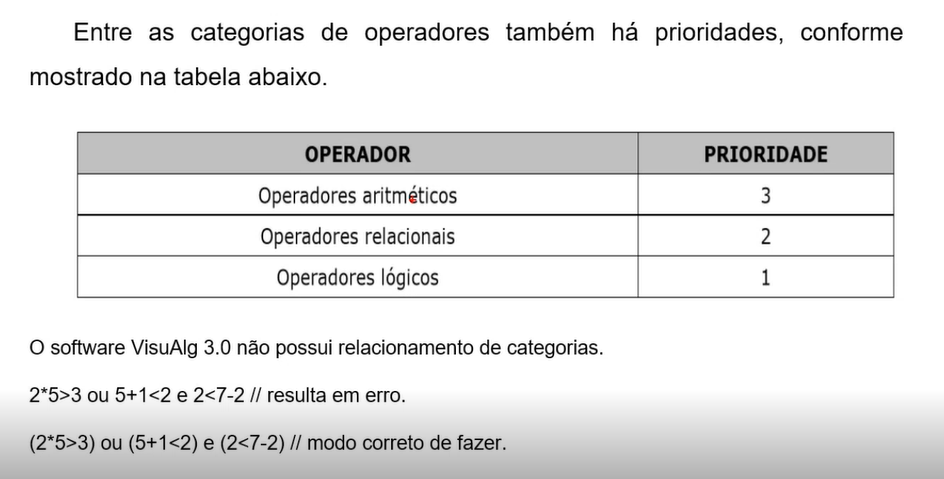 Entre as categorias de operadores também há prioridades, conforme
mostrado na tabela abaixo.
OPERADOR PRIORIDADE
Operadores aritméticos 3
Operadores relacionais 2
Operadores lógicos 1
O software VisuAlg 3.0 não possui relacionamento de categorias.
2*5>3 ou 5+1<2 e 2<7-2 // resulta em erro.
(2*5>3) ou (5+1<2) e (2<7-2) // modo correto de fazer.